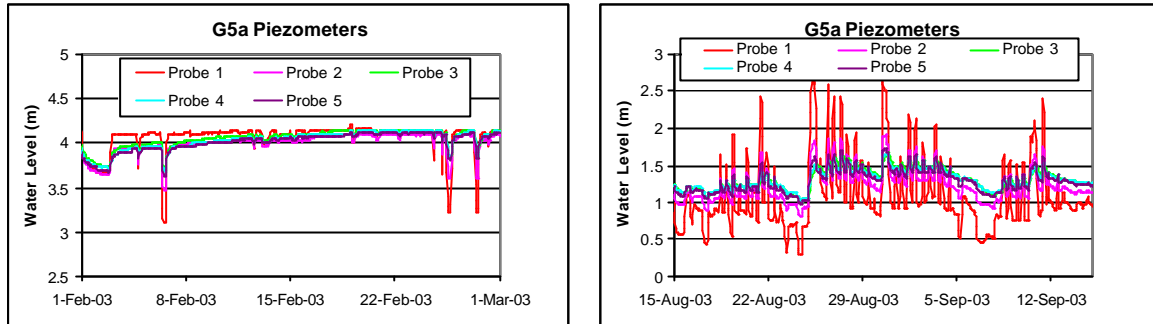 G5a Piezometers
Water Level (m)
5
4.5
4
3.5
3
2.5
Probe 1 Probe 2 Probe 3
Probe 4 Probe 5
1-Feb-03 8-Feb-03 15-Feb-03 22-Feb-03 1-Mar-03
G5a Piezometers
Water Level (m)
3
2.5
2
1.5
1
0.5
0
Probe 1 Probe 2 Probe 3
Probe 4 Probe 5
15-Aug-03 22-Aug-03 29-Aug-03 5-Sep-03 12-Sep-03